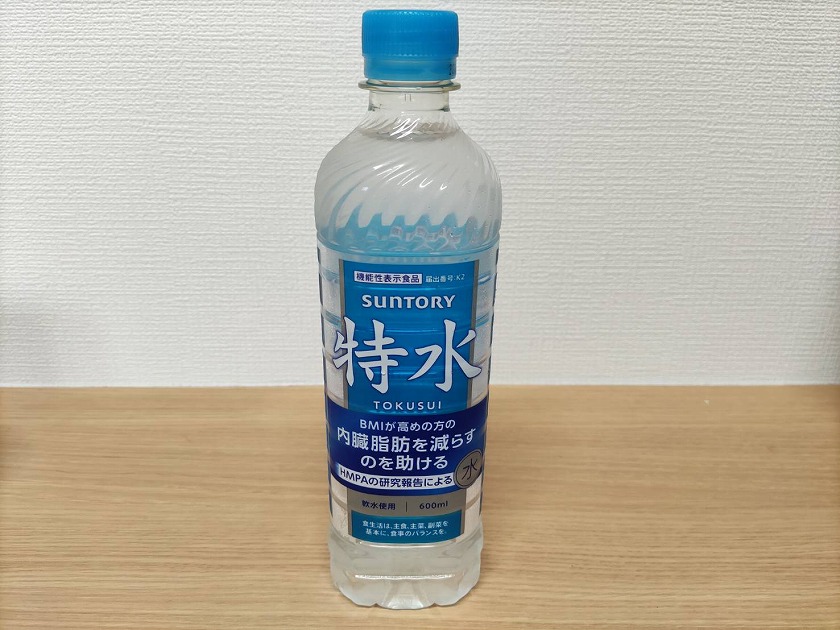 機能性表示食品 届出番号:K2
SUNTORY
特水
TOKUSUI
BMIが高めの方の
内臓脂肪を減らす
のを助ける
HMPAの研究報告による
水
軟水使用 | 600ml
食生活は、主食、主菜、副菜を
基本に、食事のバランスを。